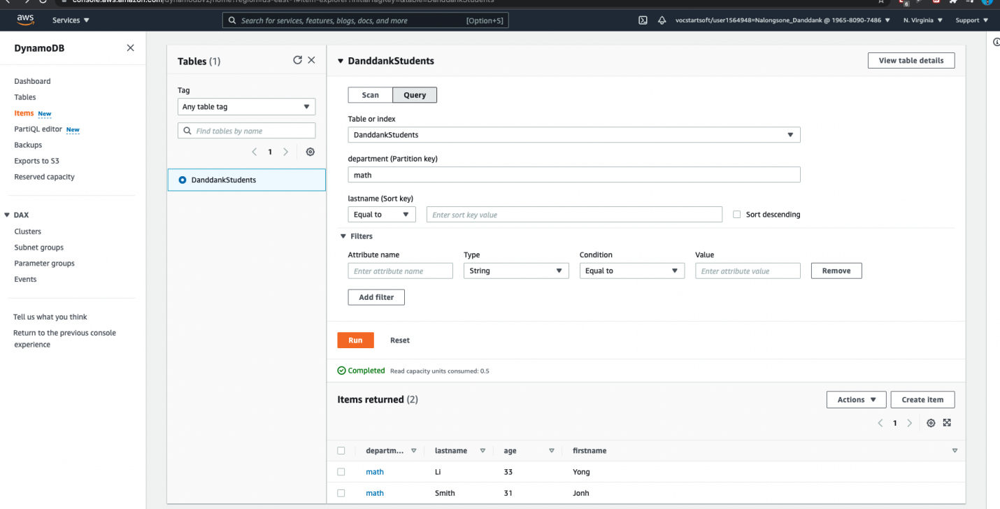 console.aws.amazon.com/dynamodbv2/home?region=us-east-1#item-explorer?initialTagKey=&table=DanddankStudents
6
aws
Services
Search for services, features, blogs, docs, and more
[Option+S]
vocstartsoft/user1564948=Nalongsone_Danddank @ 1965-8090-7486
N. Virginia
Support
DynamoDB
Dashboard
Tables
Items New
PartiQL editor New
Backups
Exports to S3
Reserved capacity
DAX
Clusters
Subnet groups
Parameter groups
Events
Tell us what you think
Return to the previous console
experience
Tables (1)
Tag
Any table tag
Find tables by name
1
DanddankStudents
DanddankStudents
View table details
Scan
Query
Table or index
DanddankStudents
department (Partition key)
math
lastname (Sort key)
Equal to
Enter sort key value
Sort descending
Filters
Attribute name Type Condition Value
Enter attribute name String Equal to Enter attribute value Remove
Add filter
Run Reset
Completed Read capacity units consumed: 0.5
Items returned (2)
Actions
Create item
1
departm... lastname age firstname
math Li 33 Yong
math Smith 31 Jonh